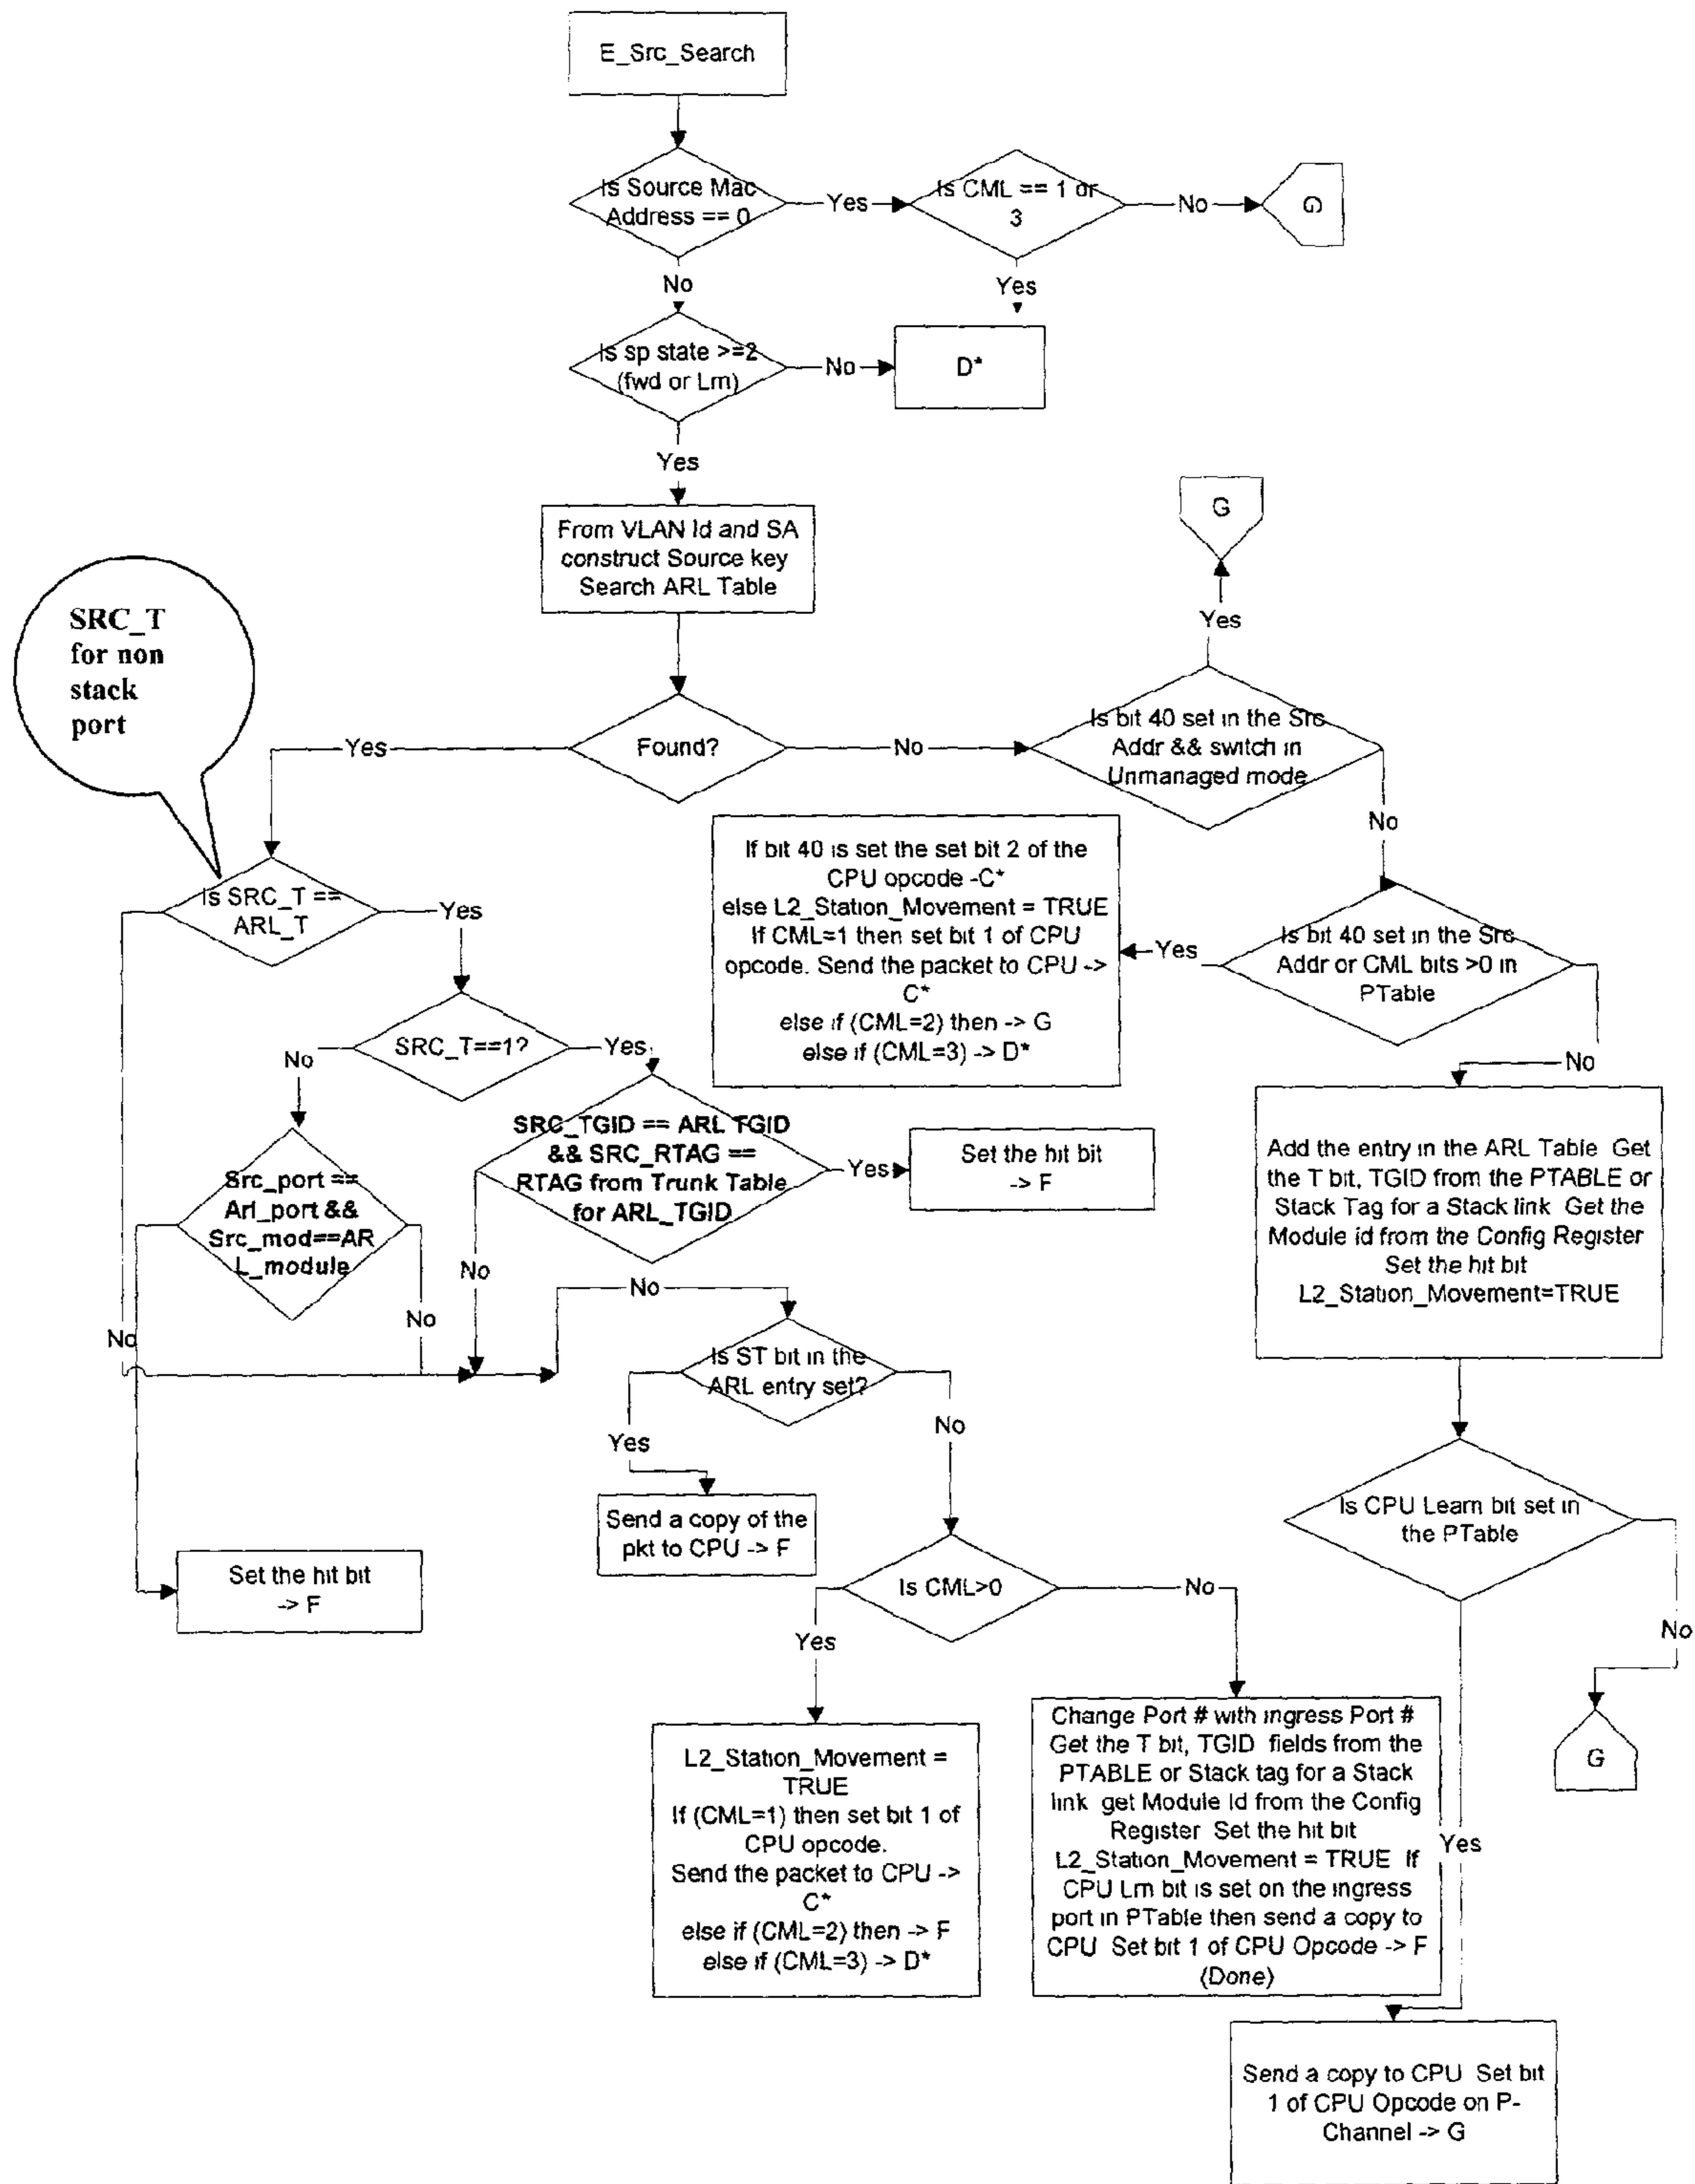 E_Src_Search
Is Source Mac
Address == 0
Yes
Is CML == 1 or
3
No
G
No
Yes
Is sp state >=2
(fwd or Lrn)
No
D*
Yes
From VLAN Id and SA
construct Source key
Search ARL Table
G
Yes
SRC_T
for non
stack
port
Yes
Found?
No
Is bit 40 set in the Src
Addr && switch in
Unmanaged mode
No
If bit 40 is set the set bit 2 of the
CPU opcode -C*
else L2_Station_Movement = TRUE
If CML=1 then set bit 1 of CPU
opcode. Send the packet to CPU ->
C*
else if (CML=2) then -> G
else if (CML=3) -> D*
Yes
Is bit 40 set in the Src
Addr or CML bits >0 in
PTable
No
Is SRC_T ==
ARL_T
Yes
SRC_T==1?
No
Yes
SRC_TGID == ARL TGID
&& SRC_RTAG ==
RTAG from Trunk Table
for ARL_TGID
Yes
Set the hit bit
-> F
Src_port ==
Arl_port &&
Src_mod==AR
L_module
No
No
No
No
Add the entry in the ARL Table Get
the T bit, TGID from the PTABLE or
Stack Tag for a Stack link Get the
Module id from the Config Register
Set the hit bit
L2_Station_Movement=TRUE
Is ST bit in the
ARL entry set?
Yes
No
Send a copy of the
pkt to CPU -> F
Is CPU Learn bit set in
the PTable
Set the hit bit
-> F
Is CML>0
No
Yes
No
G
L2_Station_Movement =
TRUE
If (CML=1) then set bit 1 of
CPU opcode.
Send the packet to CPU ->
C*
else if (CML=2) then -> F
else if (CML=3) -> D*
Change Port # with ingress Port #
Get the T bit, TGID fields from the
PTABLE or Stack tag for a Stack
link get Module Id from the Config
Register Set the hit bit
L2_Station_Movement = TRUE If
CPU Lrn bit is set on the ingress
port in PTable then send a copy to
CPU Set bit 1 of CPU Opcode -> F
(Done)
Yes
Send a copy to CPU Set bit
1 of CPU Opcode on P-
Channel -> G